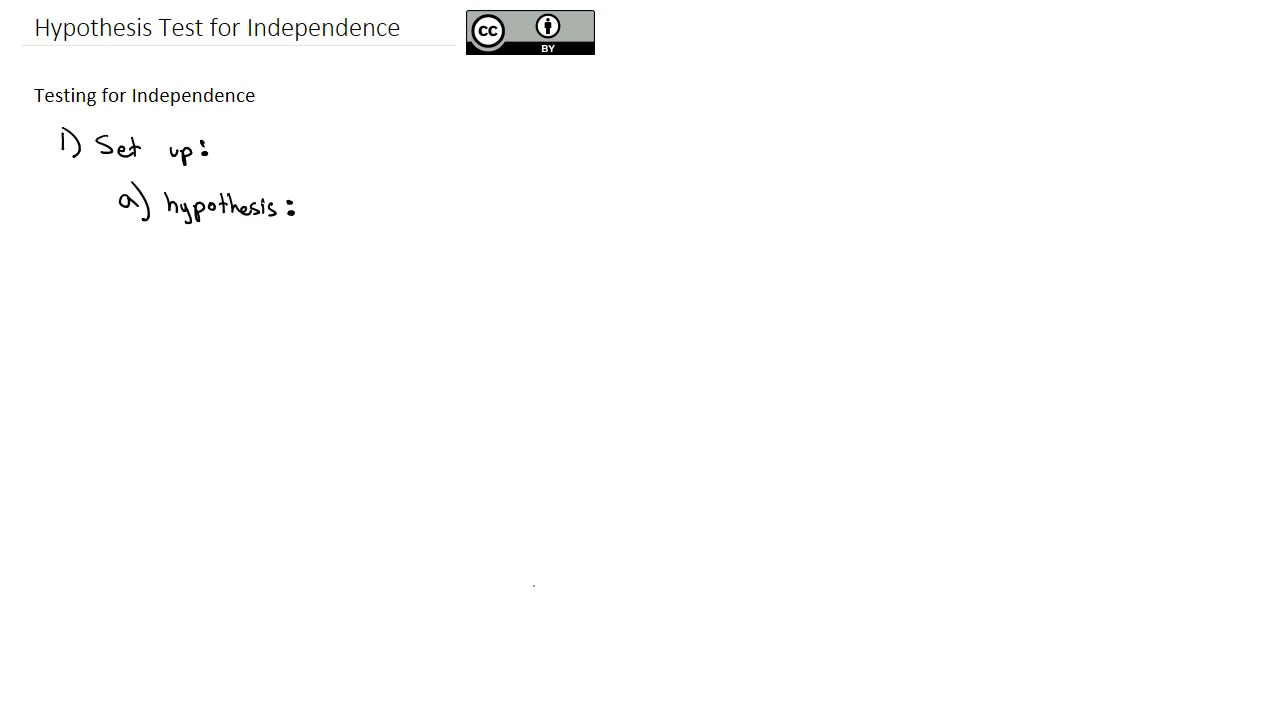 Hypothesis Test for Independence
cc BY
Testing for Independence
1) Set up:
a) hypothesis: